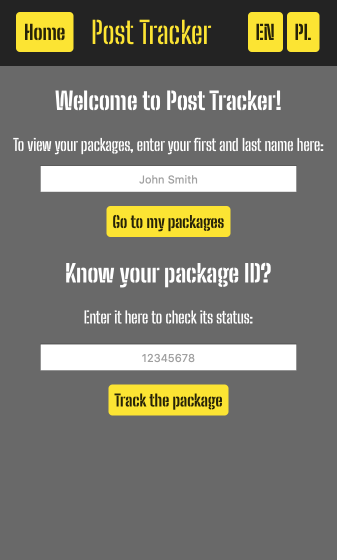 Home Post Tracker EN PL
Welcome to Post Tracker!
To view your packages, enter your first and last name here:
John Smith
Go to my packages
Know your package ID?
Enter it here to check its status:
12345678
Track the package